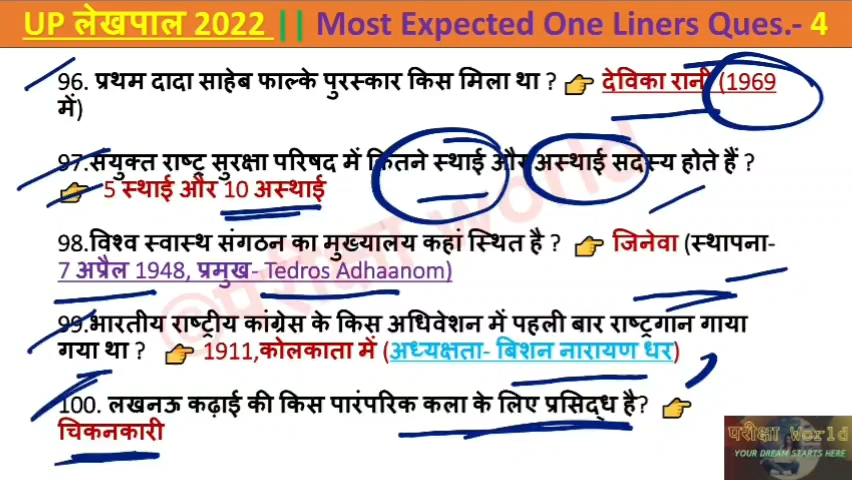 UP लेखपाल 2022 || Most Expected One Liners Ques.- 4
96. प्रथम दादा साहेब फाल्के पुरस्कार किस मिला था ? 👉 देविका रानी (1969
में)
97.संयुक्त राष्ट्र सुरक्षा परिषद में कितने स्थाई और अस्थाई सदस्य होते हैं ?
👉 5 स्थाई और 10 अस्थाई
98.विश्व स्वास्थ संगठन का मुख्यालय कहां स्थित है ? 👉 जिनेवा (स्थापना-
7 अप्रैल 1948, प्रमुख- Tedros Adhaanom)
99.भारतीय राष्ट्रीय कांग्रेस के किस अधिवेशन में पहली बार राष्ट्रगान गाया
गया था ? 👉 1911,कोलकाता में (अध्यक्षता- बिशन नारायण धर)
100. लखनऊ कढ़ाई की किस पारंपरिक कला के लिए प्रसिद्ध है? 👉
चिकनकारी
©परीक्षा World
परीक्षा World
YOUR DREAM STARTS HERE